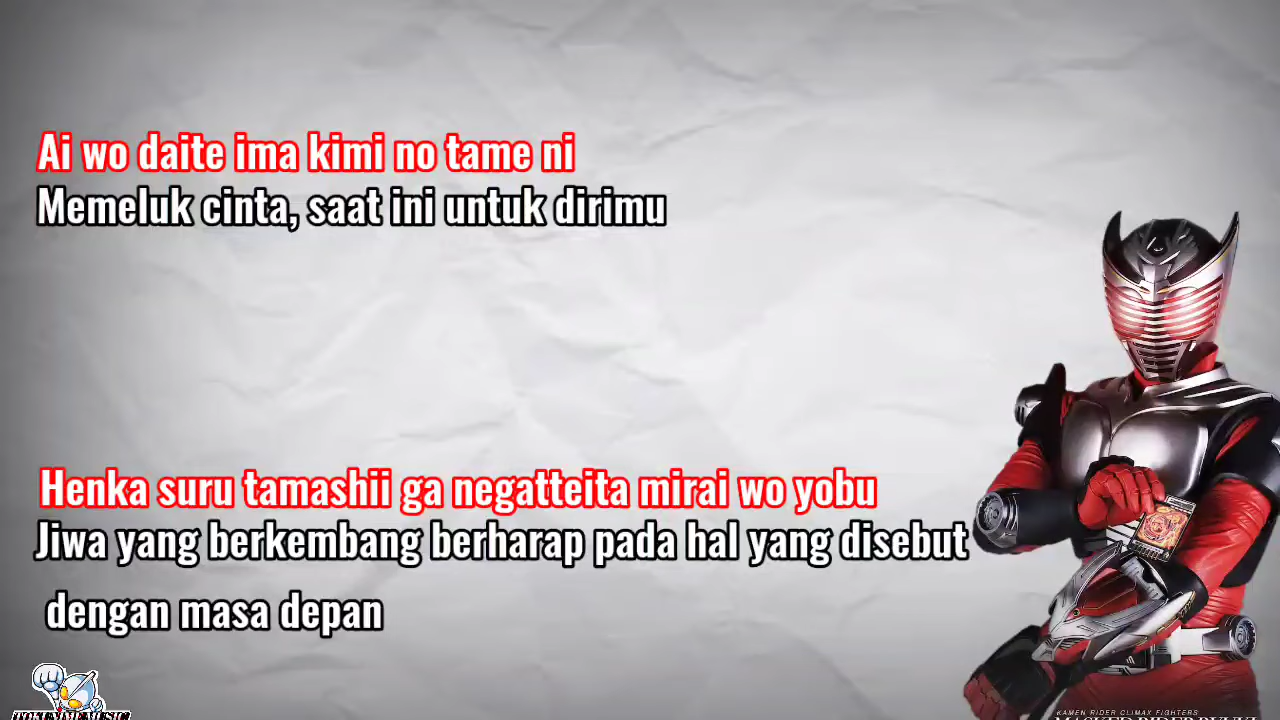 Ai wo daite ima kimi no tame ni
Memeluk cinta, saat ini untuk dirimu
Henka suru tamashii ga negatteita mirai wo yobu
Jiwa yang berkembang berharap pada hal yang disebut
dengan masa depan
KAMEN RIDER CLIMAX FIGHTERS